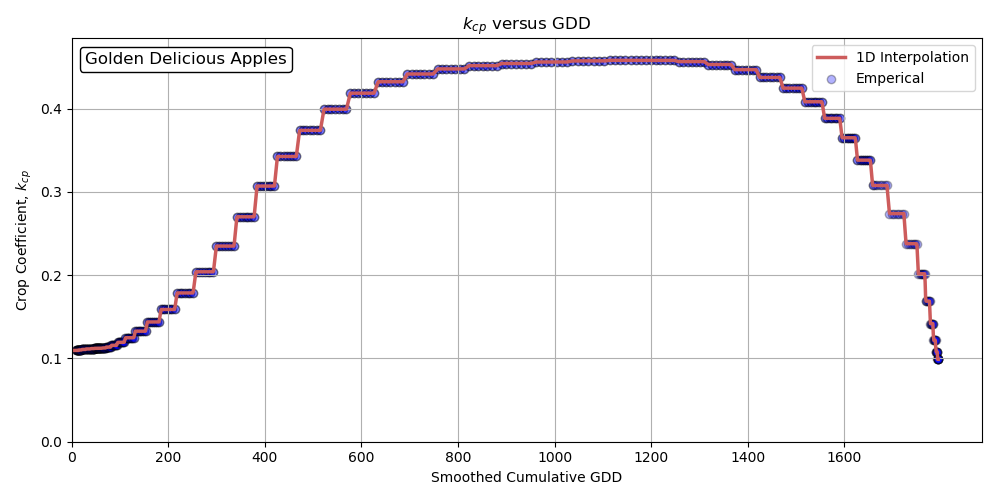 k_cp versus GDD
Golden Delicious Apples
1D Interpolation
Emperical
Crop Coefficient, k_cp
0.4
0.3
0.2
0.1
0.0
0 200 400 600 800 1000 1200 1400 1600
Smoothed Cumulative GDD